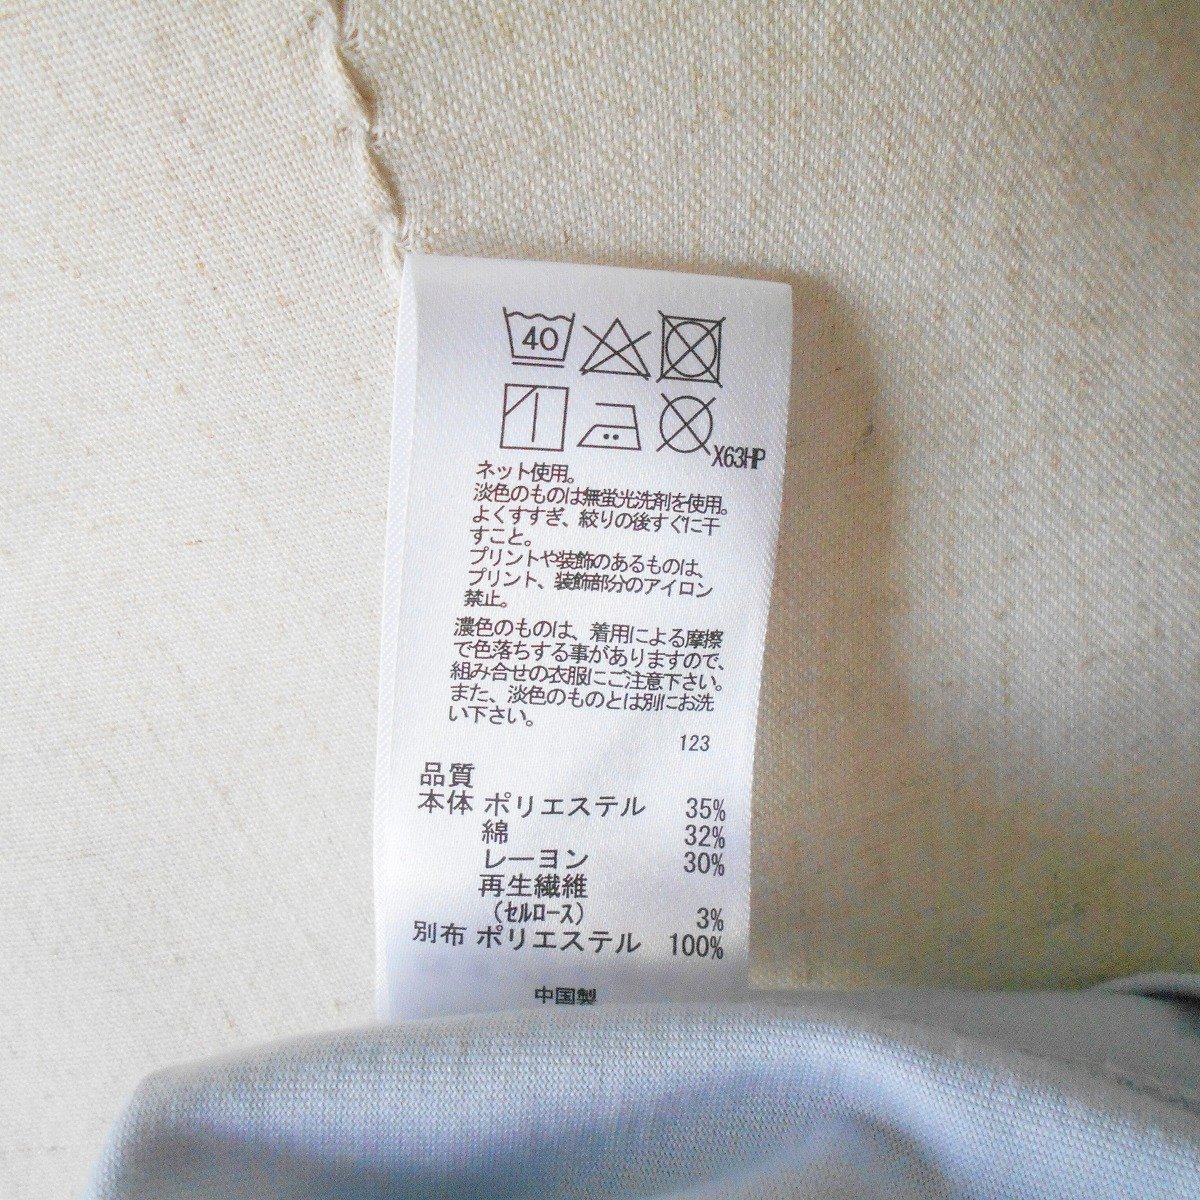 40
X63HP
ネット使用。
淡色のものは無蛍光洗剤を使用。
よくすすぎ、絞りの後すぐに干
すこと。
プリントや装飾のあるものは、
プリント、装飾部分のアイロン
禁止。
濃色のものは、着用による摩擦
で色落ちする事がありますので、
組み合せの衣服にご注意下さい。
また、淡色のものとは別にお洗
い下さい。
123
品質
本体 ポリエステル 35%
綿 32%
レーヨン 30%
再生繊維
(セルロース) 3%
別布 ポリエステル 100%
中国製